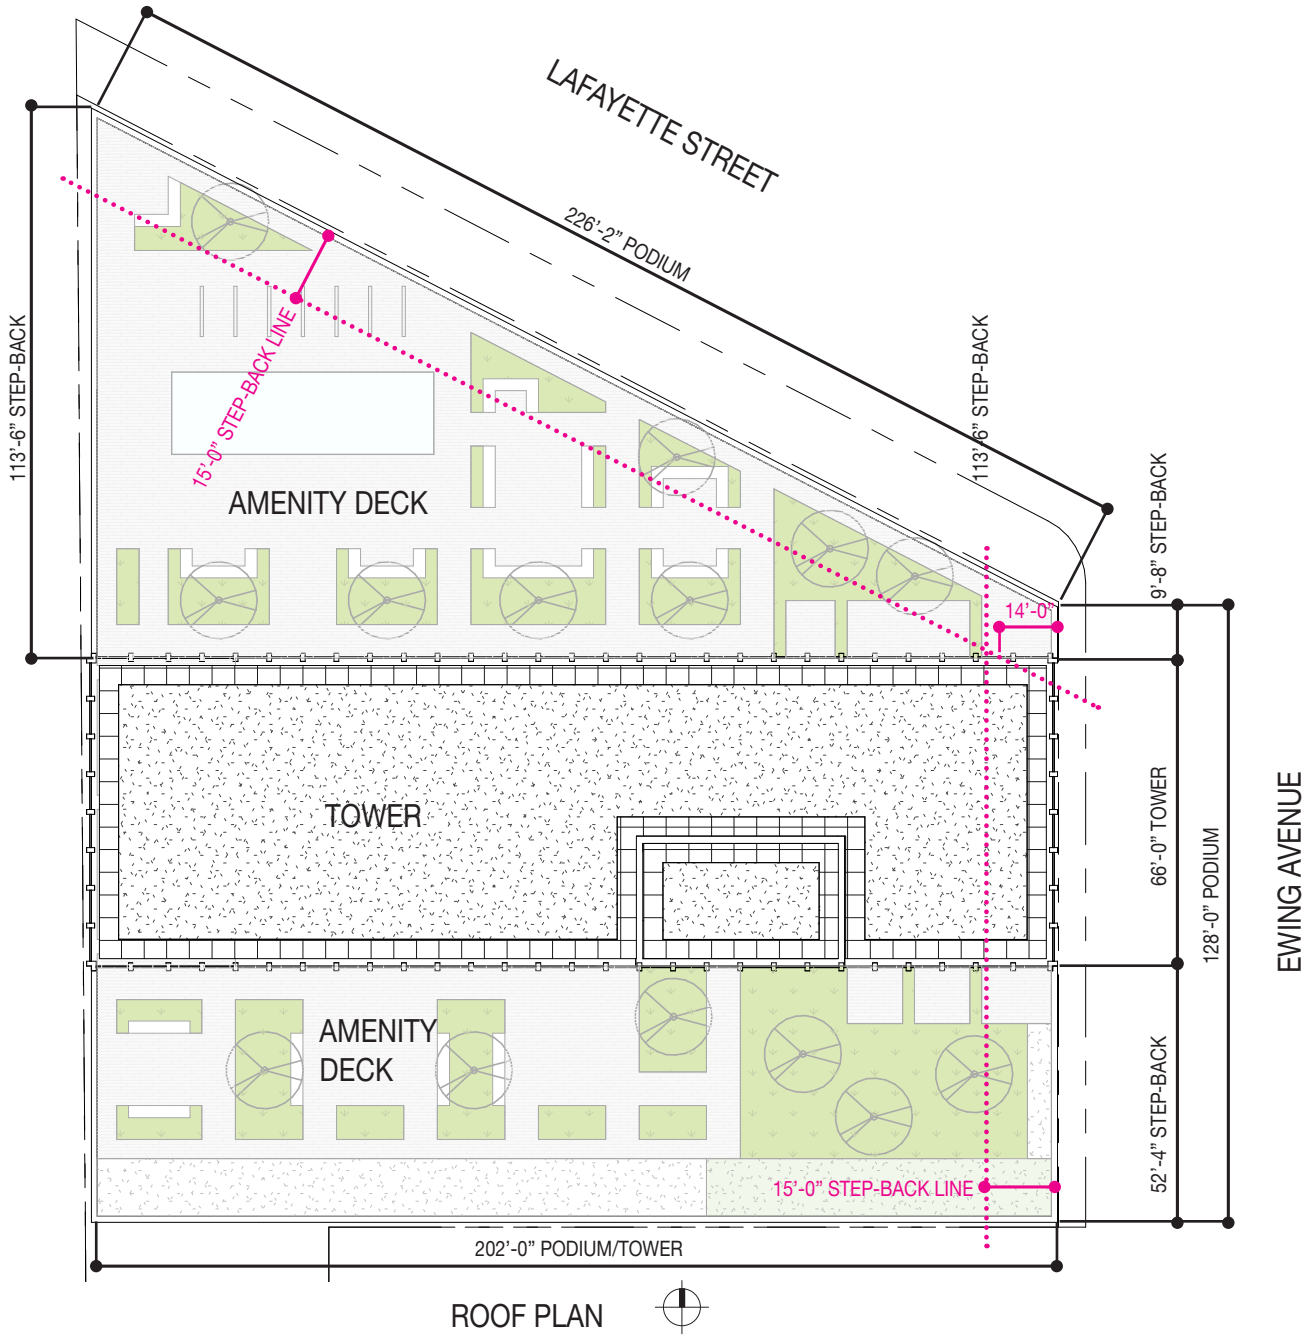 LAFAYETTE STREET
226’-2” PODIUM
113’-6” STEP-BACK
15’-0” STEP-BACK LINE
113’-6” STEP-BACK
9’-8” STEP-BACK
AMENITY DECK
14’-0”
TOWER
66’-0” TOWER
128’-0” PODIUM
EWING AVENUE
AMENITY
DECK
52’-4” STEP-BACK
15’-0” STEP-BACK LINE
202’-0” PODIUM/TOWER
ROOF PLAN